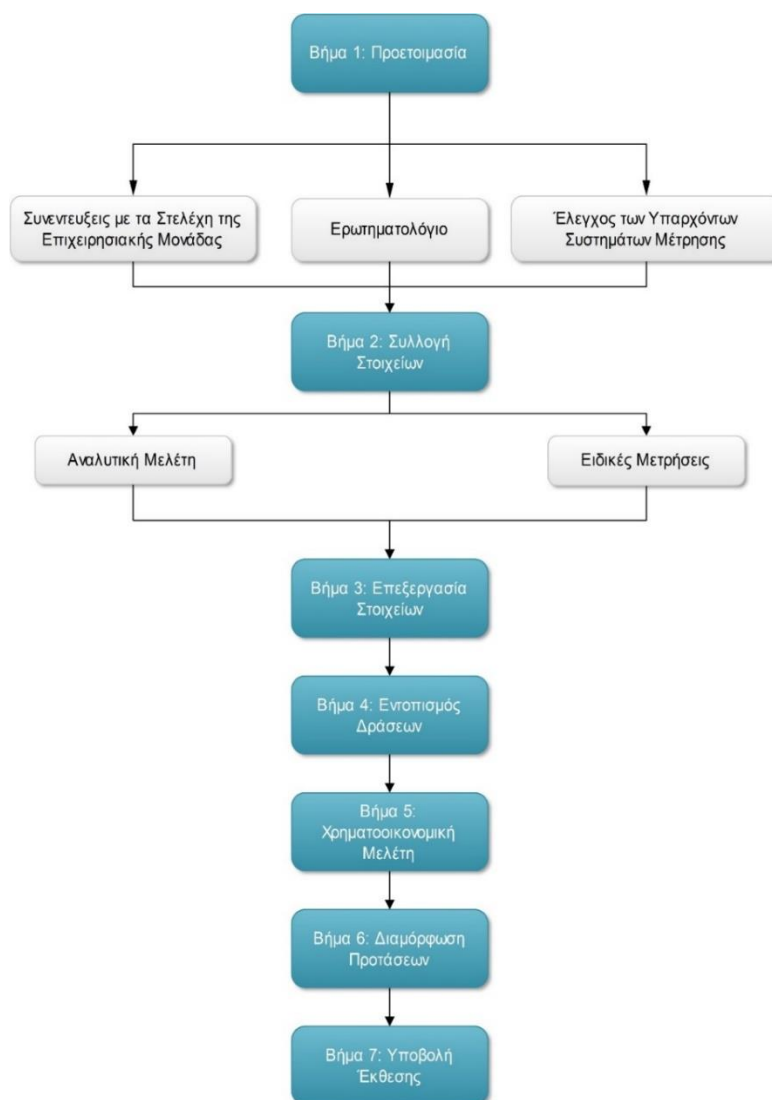 Βήμα 1: Προετοιμασία
Συνεντευξεις με τα Στελέχη της
Επιχειρησιακής Μονάδας
Ερωτηματολόγιο
Έλεγχος των Υπαρχόντων
Συστημάτων Μέτρησης
Βήμα 2: Συλλογή
Στοιχείων
Αναλυτική Μελέτη
Ειδικές Μετρήσεις
Βήμα 3: Επεξεργασία
Στοιχείων
Βήμα 4: Εντοπισμός
Δράσεων
Βήμα 5:
Χρηματοοικονομική
Μελέτη
Βήμα 6: Διαμόρφωση
Προτάσεων
Βήμα 7: Υποβολή
Έκθεσης